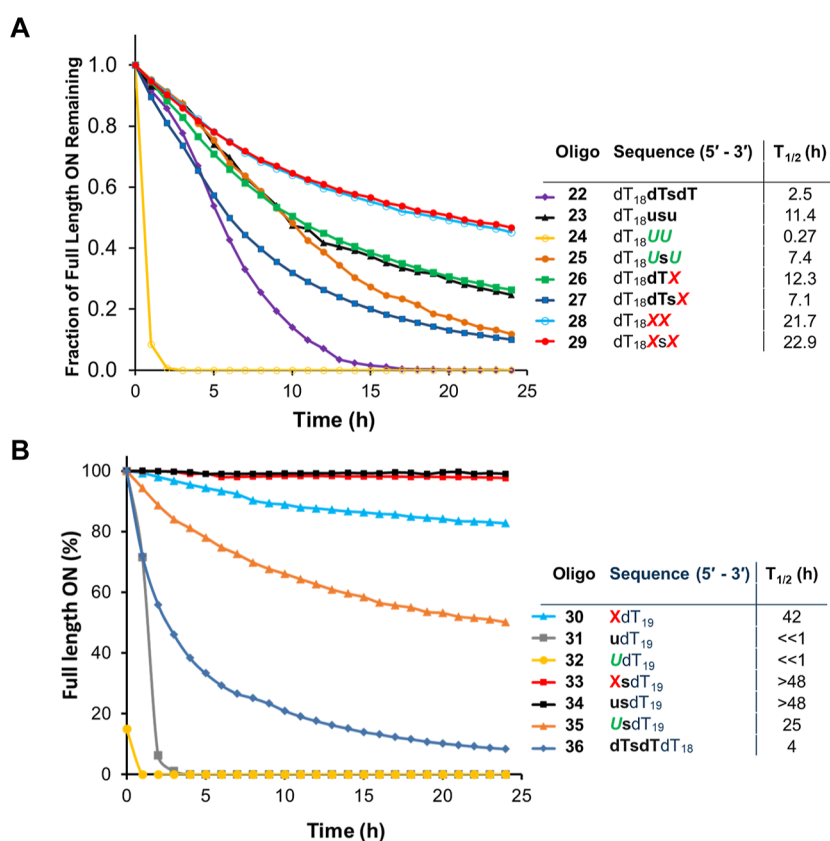 A
Fraction of Full Length ON Remaining
1.0
0.8
0.6
0.4
0.2
0.0
0 5 10 15 20 25
Time (h)
Oligo Sequence (5′ - 3′) T1/2 (h)
22 dT18dTsdT 2.5
23 dT18usu 11.4
24 dT18UU 0.27
25 dT18UsU 7.4
26 dT18dTX 12.3
27 dT18dTsX 7.1
28 dT18XX 21.7
29 dT18XsX 22.9
B
Full length ON (%)
100
80
60
40
20
0
0 5 10 15 20 25
Time (h)
Oligo Sequence (5′ - 3′) T1/2 (h)
30 XdT19 42
31 udT19 <<1
32 UdT19 <<1
33 XsdT19 >48
34 usdT19 >48
35 UsdT19 25
36 dTsdTdT18 4